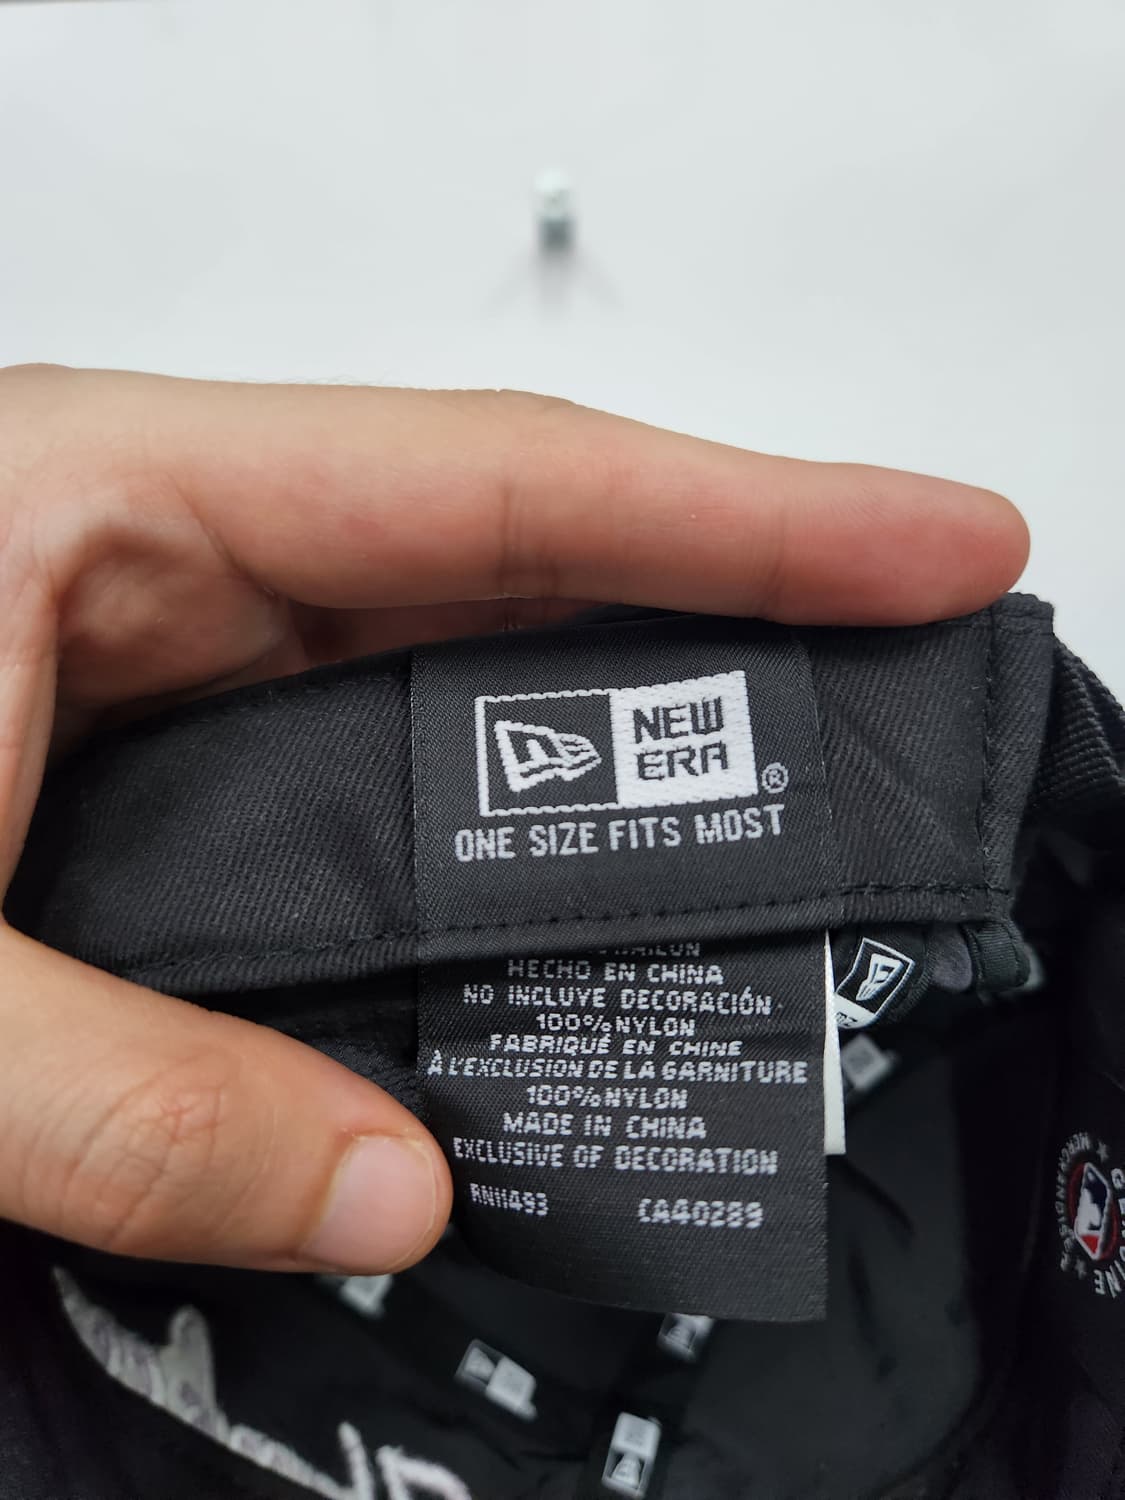 NEW
ERA
®
ONE SIZE FITS MOST
HECHO EN CHINA
NO INCLUYE DECORACIÓN
100%NYLON
FABRIQUÉ EN CHINE
À L'EXCLUSION DE LA GARNITURE
100%NYLON
MADE IN CHINA
EXCLUSIVE OF DECORATION
RN11493 CA40289